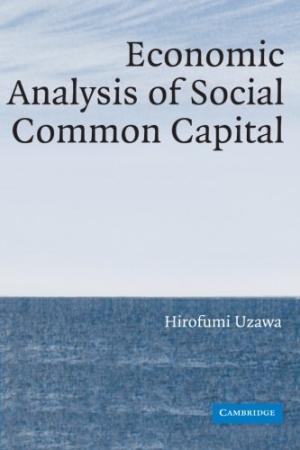 Economic
Analysis of Social
Common Capital
Hirofumi Uzawa
CAMBRIDGE